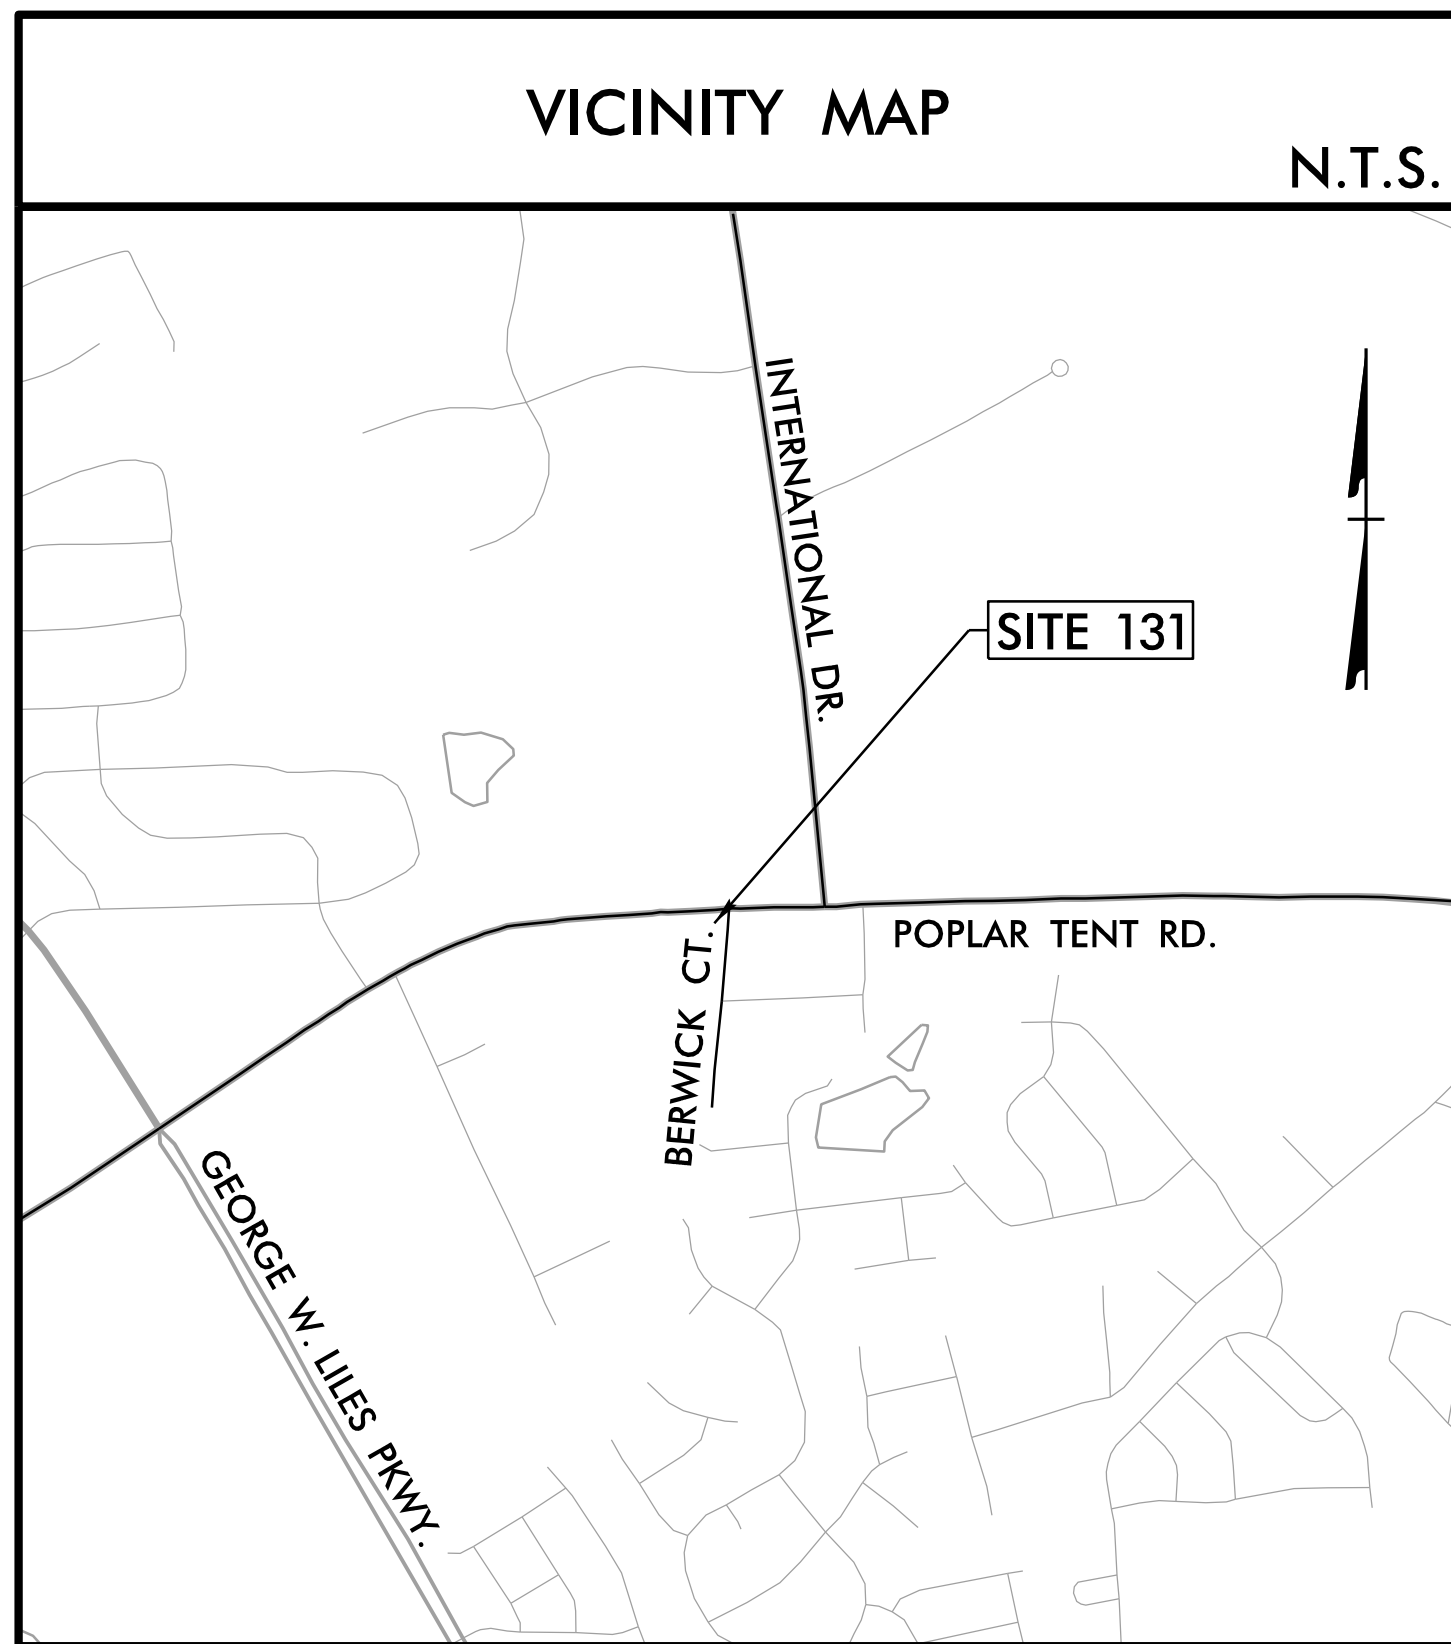 VICINITY MAP
N.T.S.
INTERNATIONAL DR.
SITE 131
POPLAR TENT RD.
BERWICK CT.
GEORGE W. LILES PKWY.